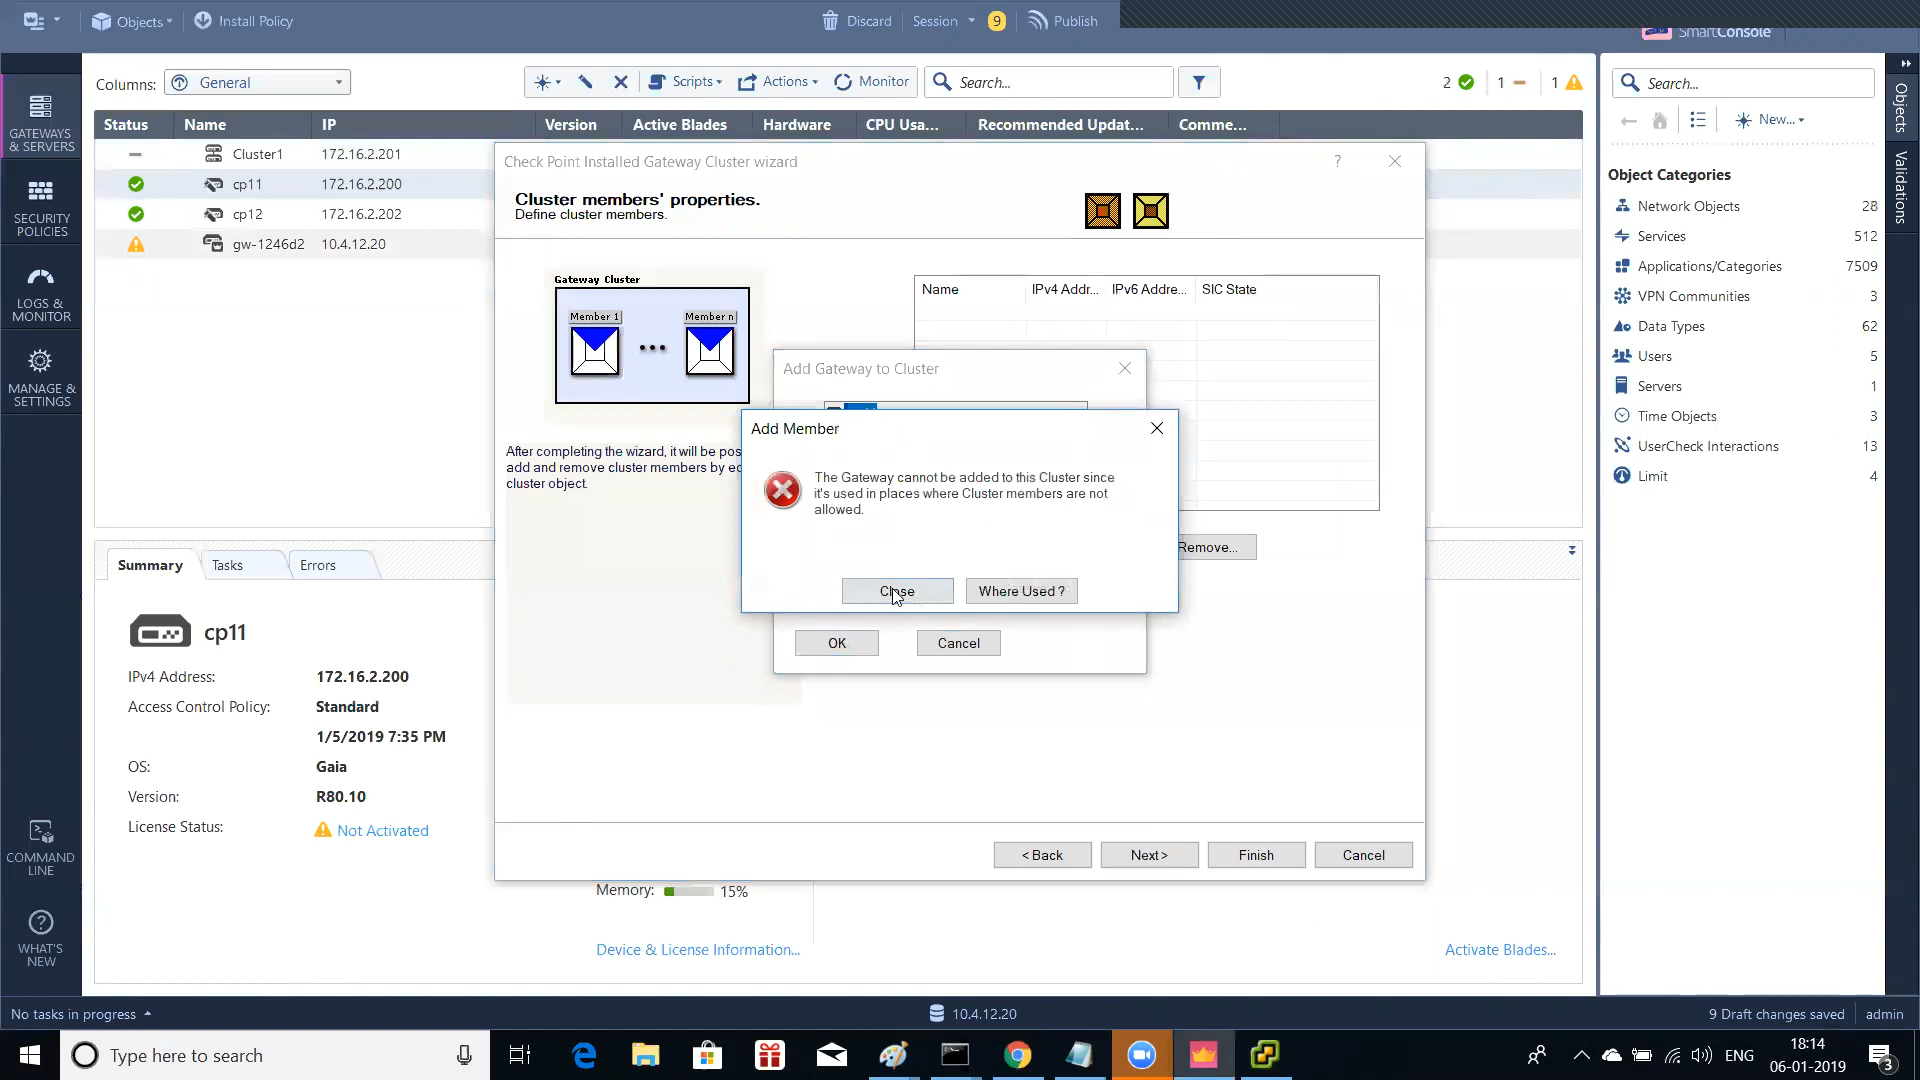 Objects
Install Policy
Discard
Session
9
Publish
SmartConsole
Columns:
General
Scripts
Actions
Monitor
Search...
2
1
1
Search...
New...
Objects
Validations
GATEWAYS
& SERVERS
SECURITY
POLICIES
LOGS &
MONITOR
MANAGE &
SETTINGS
COMMAND
LINE
WHAT'S
NEW
Status Name IP Version Active Blades Hardware CPU Usa... Recommended Updat... Comme...
Cluster1 172.16.2.201
cp11 172.16.2.200
cp12 172.16.2.202
gw-1246d2 10.4.12.20
Check Point Installed Gateway Cluster wizard
?
Cluster members' properties.
Define cluster members.
Gateway Cluster
Member 1 Member n
After completing the wizard, it will be pos
add and remove cluster members by ec
cluster object.
Name IPv4 Addr... IPv6 Addre... SIC State
Remove...
Add Gateway to Cluster
Add Member
The Gateway cannot be added to this Cluster since
it's used in places where Cluster members are not
allowed.
Close Where Used ?
OK Cancel
< Back Next > Finish Cancel
Object Categories
Network Objects 28
Services 512
Applications/Categories 7509
VPN Communities 3
Data Types 62
Users 5
Servers 1
Time Objects 3
UserCheck Interactions 13
Limit 4
Summary Tasks Errors
cp11
IPv4 Address: 172.16.2.200
Access Control Policy: Standard
1/5/2019 7:35 PM
OS: Gaia
Version: R80.10
License Status: Not Activated
Memory: 15%
Device & License Information...
Activate Blades...
No tasks in progress
10.4.12.20
9 Draft changes saved
admin
Type here to search
ENG
18:14
06-01-2019
3